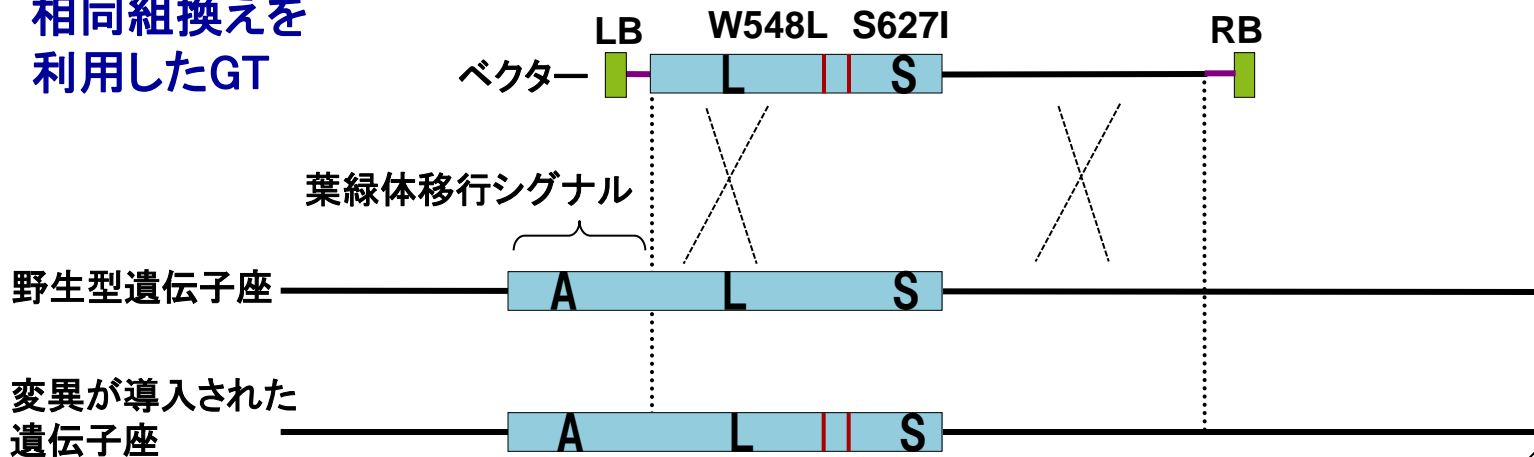 相同組換えを
利用したGT
LB
W548L S627I
RB
ベクター
L S
葉緑体移行シグナル
野生型遺伝子座
A L S
変異が導入された
遺伝子座
A L S